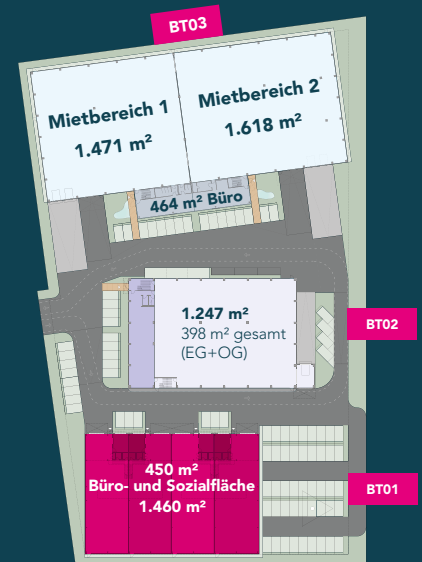 BT03
Mietbereich 1
1.471 m²
Mietbereich 2
1.618 m²
464 m² Büro
1.247 m²
398 m² gesamt
(EG+OG)
BT02
450 m²
Büro- und Sozialfläche
1.460 m²
BT01